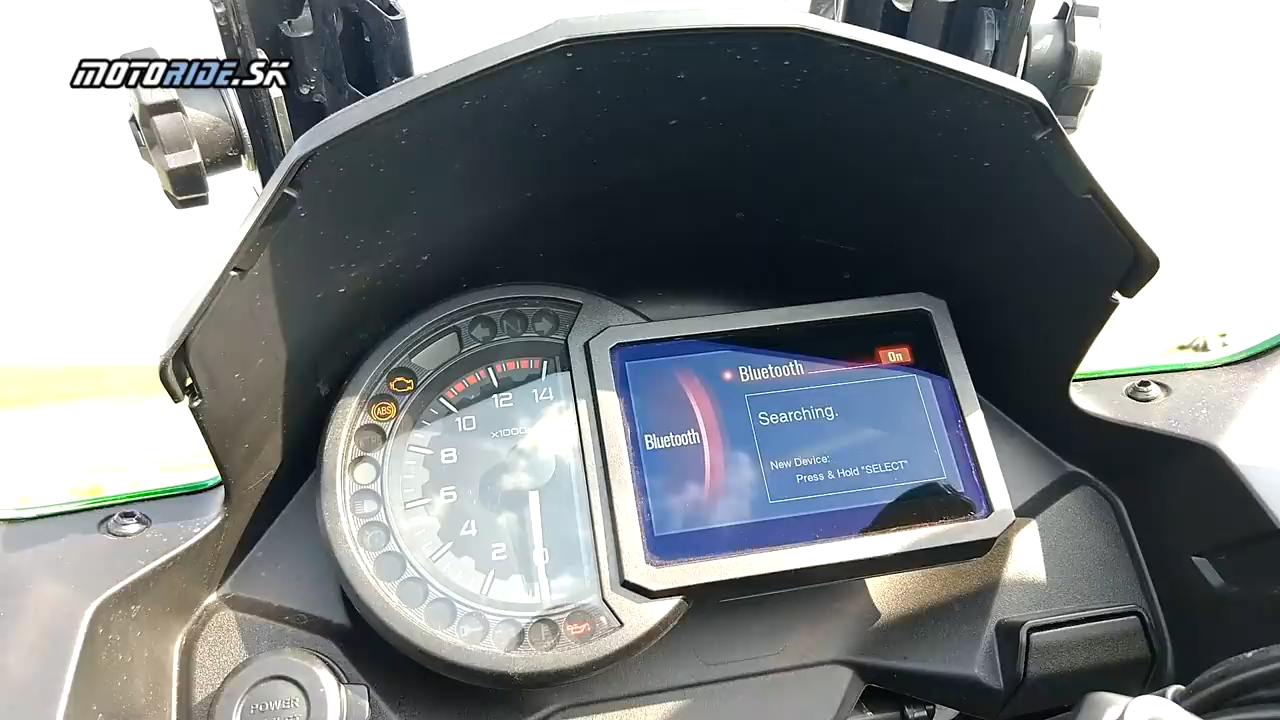 MOTORIDE.SK
N
ABS
14
12
10
x1000
8
6
4
2
0
Bluetooth
On
Bluetooth
Searching.
New Device:
Press & Hold "SELECT"
POWER